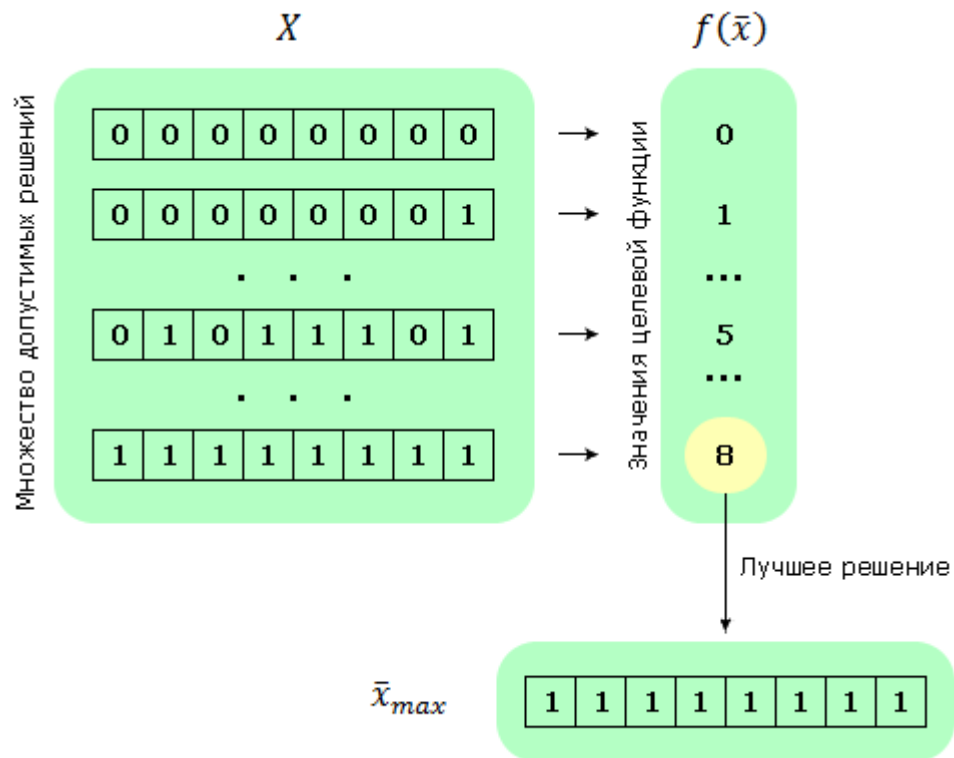 X f(x̄)
Множество допустимых решений
Значения целевой функции
0 0 0 0 0 0 0 0 → 0
0 0 0 0 0 0 0 1 → 1
. . . ...
0 1 0 1 1 1 0 1 → 5
. . . ...
1 1 1 1 1 1 1 1 → 8
Лучшее решение
x̄max 1 1 1 1 1 1 1 1